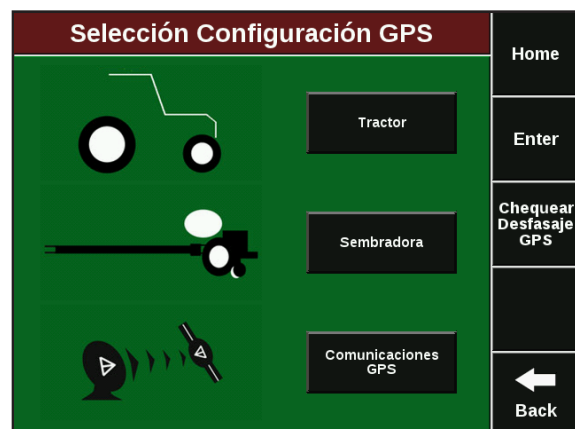 Selección Configuración GPS
Home
Tractor
Enter
Chequear
Desfasaje
GPS
Sembradora
Comunicaciones
GPS
Back